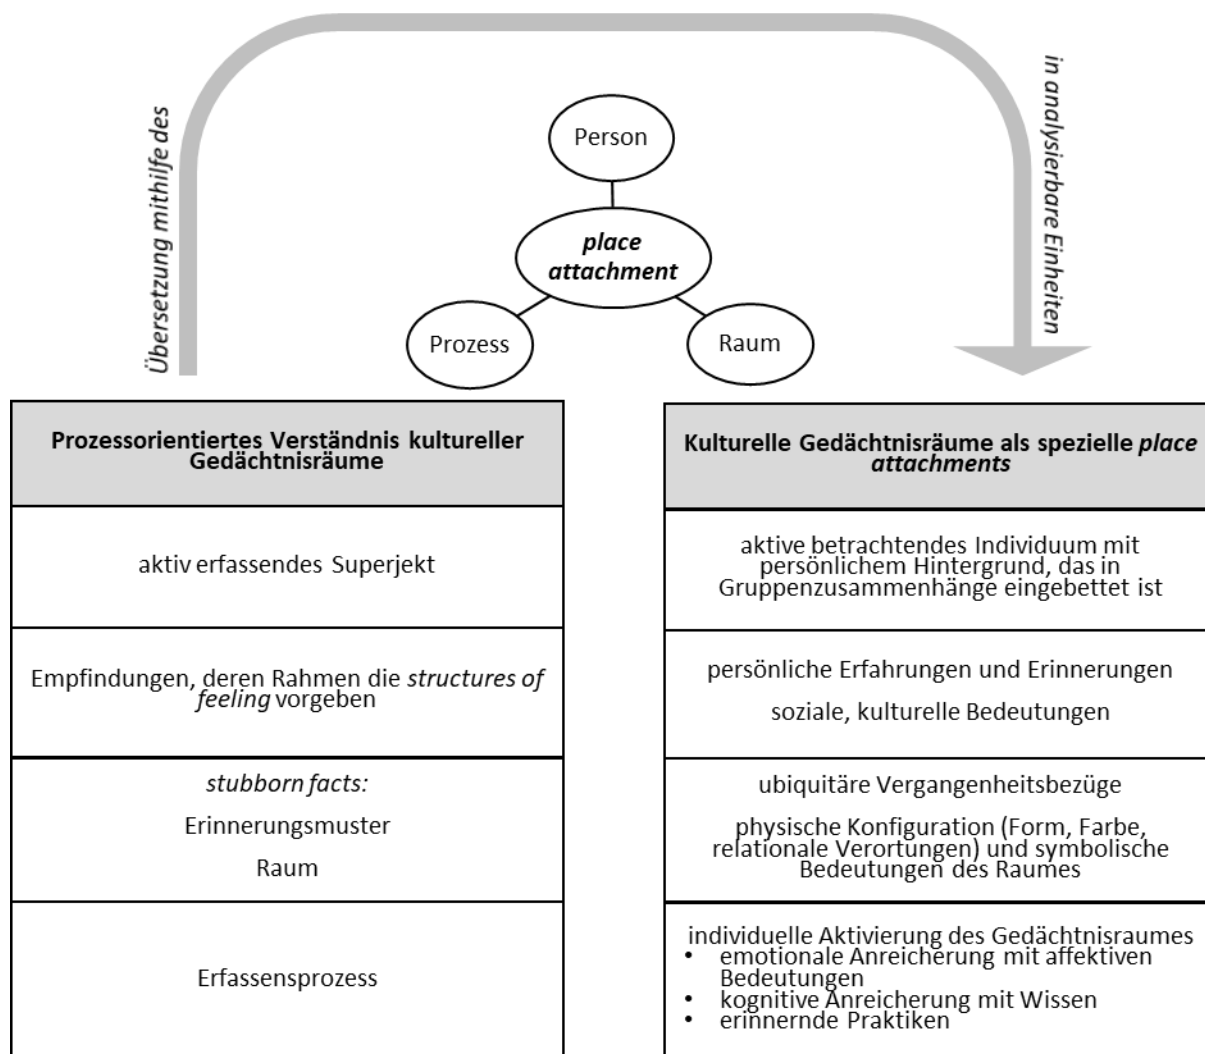 Übersetzung mithilfe des
in analysierbare Einheiten
Person
place
attachment
Prozess
Raum
Prozessorientiertes Verständnis kultureller
Gedächtnisräume
aktiv erfassendes Superjekt
Empfindungen, deren Rahmen die structures of
feeling vorgeben
stubborn facts:
Erinnerungsmuster
Raum
Erfassensprozess
Kulturelle Gedächtnisräume als spezielle place
attachments
aktive betrachtendes Individuum mit
persönlichem Hintergrund, das in
Gruppenzusammenhänge eingebettet ist
persönliche Erfahrungen und Erinnerungen
soziale, kulturelle Bedeutungen
ubiquitäre Vergangenheitsbezüge
physische Konfiguration (Form, Farbe,
relationale Verortungen) und symbolische
Bedeutungen des Raumes
individuelle Aktivierung des Gedächtnisraumes
• emotionale Anreicherung mit affektiven
Bedeutungen
• kognitive Anreicherung mit Wissen
• erinnernde Praktiken